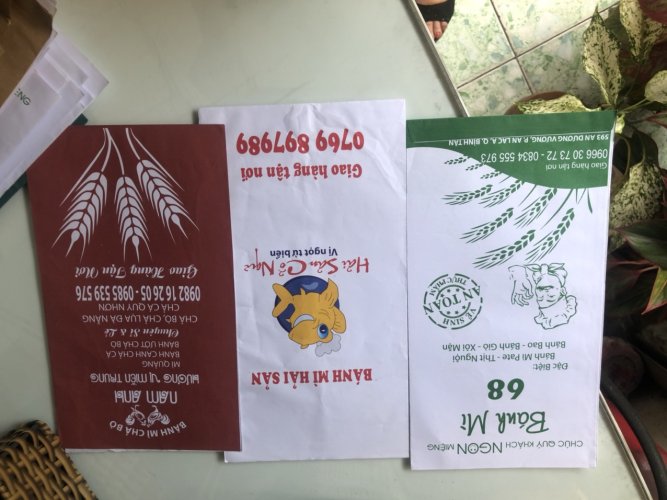 BÁNH MÌ CHẢ BÒ
NĂM
HƯƠNG VỊ MIỀN TRUNG
MÌ QUẢNG
BÁNH CANH CHẢ CÁ
BÁNH ƯỚT CHẢ BÒ
Chuyên Sỉ & Lẻ
CHẢ BÒ, CHẢ LỤA ĐÀ NẴNG
CHẢ CÁ QUY NHƠN
0982 16 26 05 - 0985 539 576
Giao Hàng Tận Nơi
BÁNH MÌ HẢI SẢN
Hải Sản Cô
Vị ngọt từ biển
Giao hàng tận nơi
0769 897989
CHÚC QUÝ KHÁCH NGON MIỆNG
Bánh Mì
68
Đặc Biệt:
Bánh Mì Pate - Thịt Nguội
Bánh Bao - Bánh Giò - Xôi Mặn
VỆ SINH
AN TOÀN
THỰC PHẨM
Giao hàng tận nơi
0966 30 73 72 - 0834 555 973
593 AN DƯƠNG VƯƠNG, P. AN LẠC A, Q. BÌNH TÂN